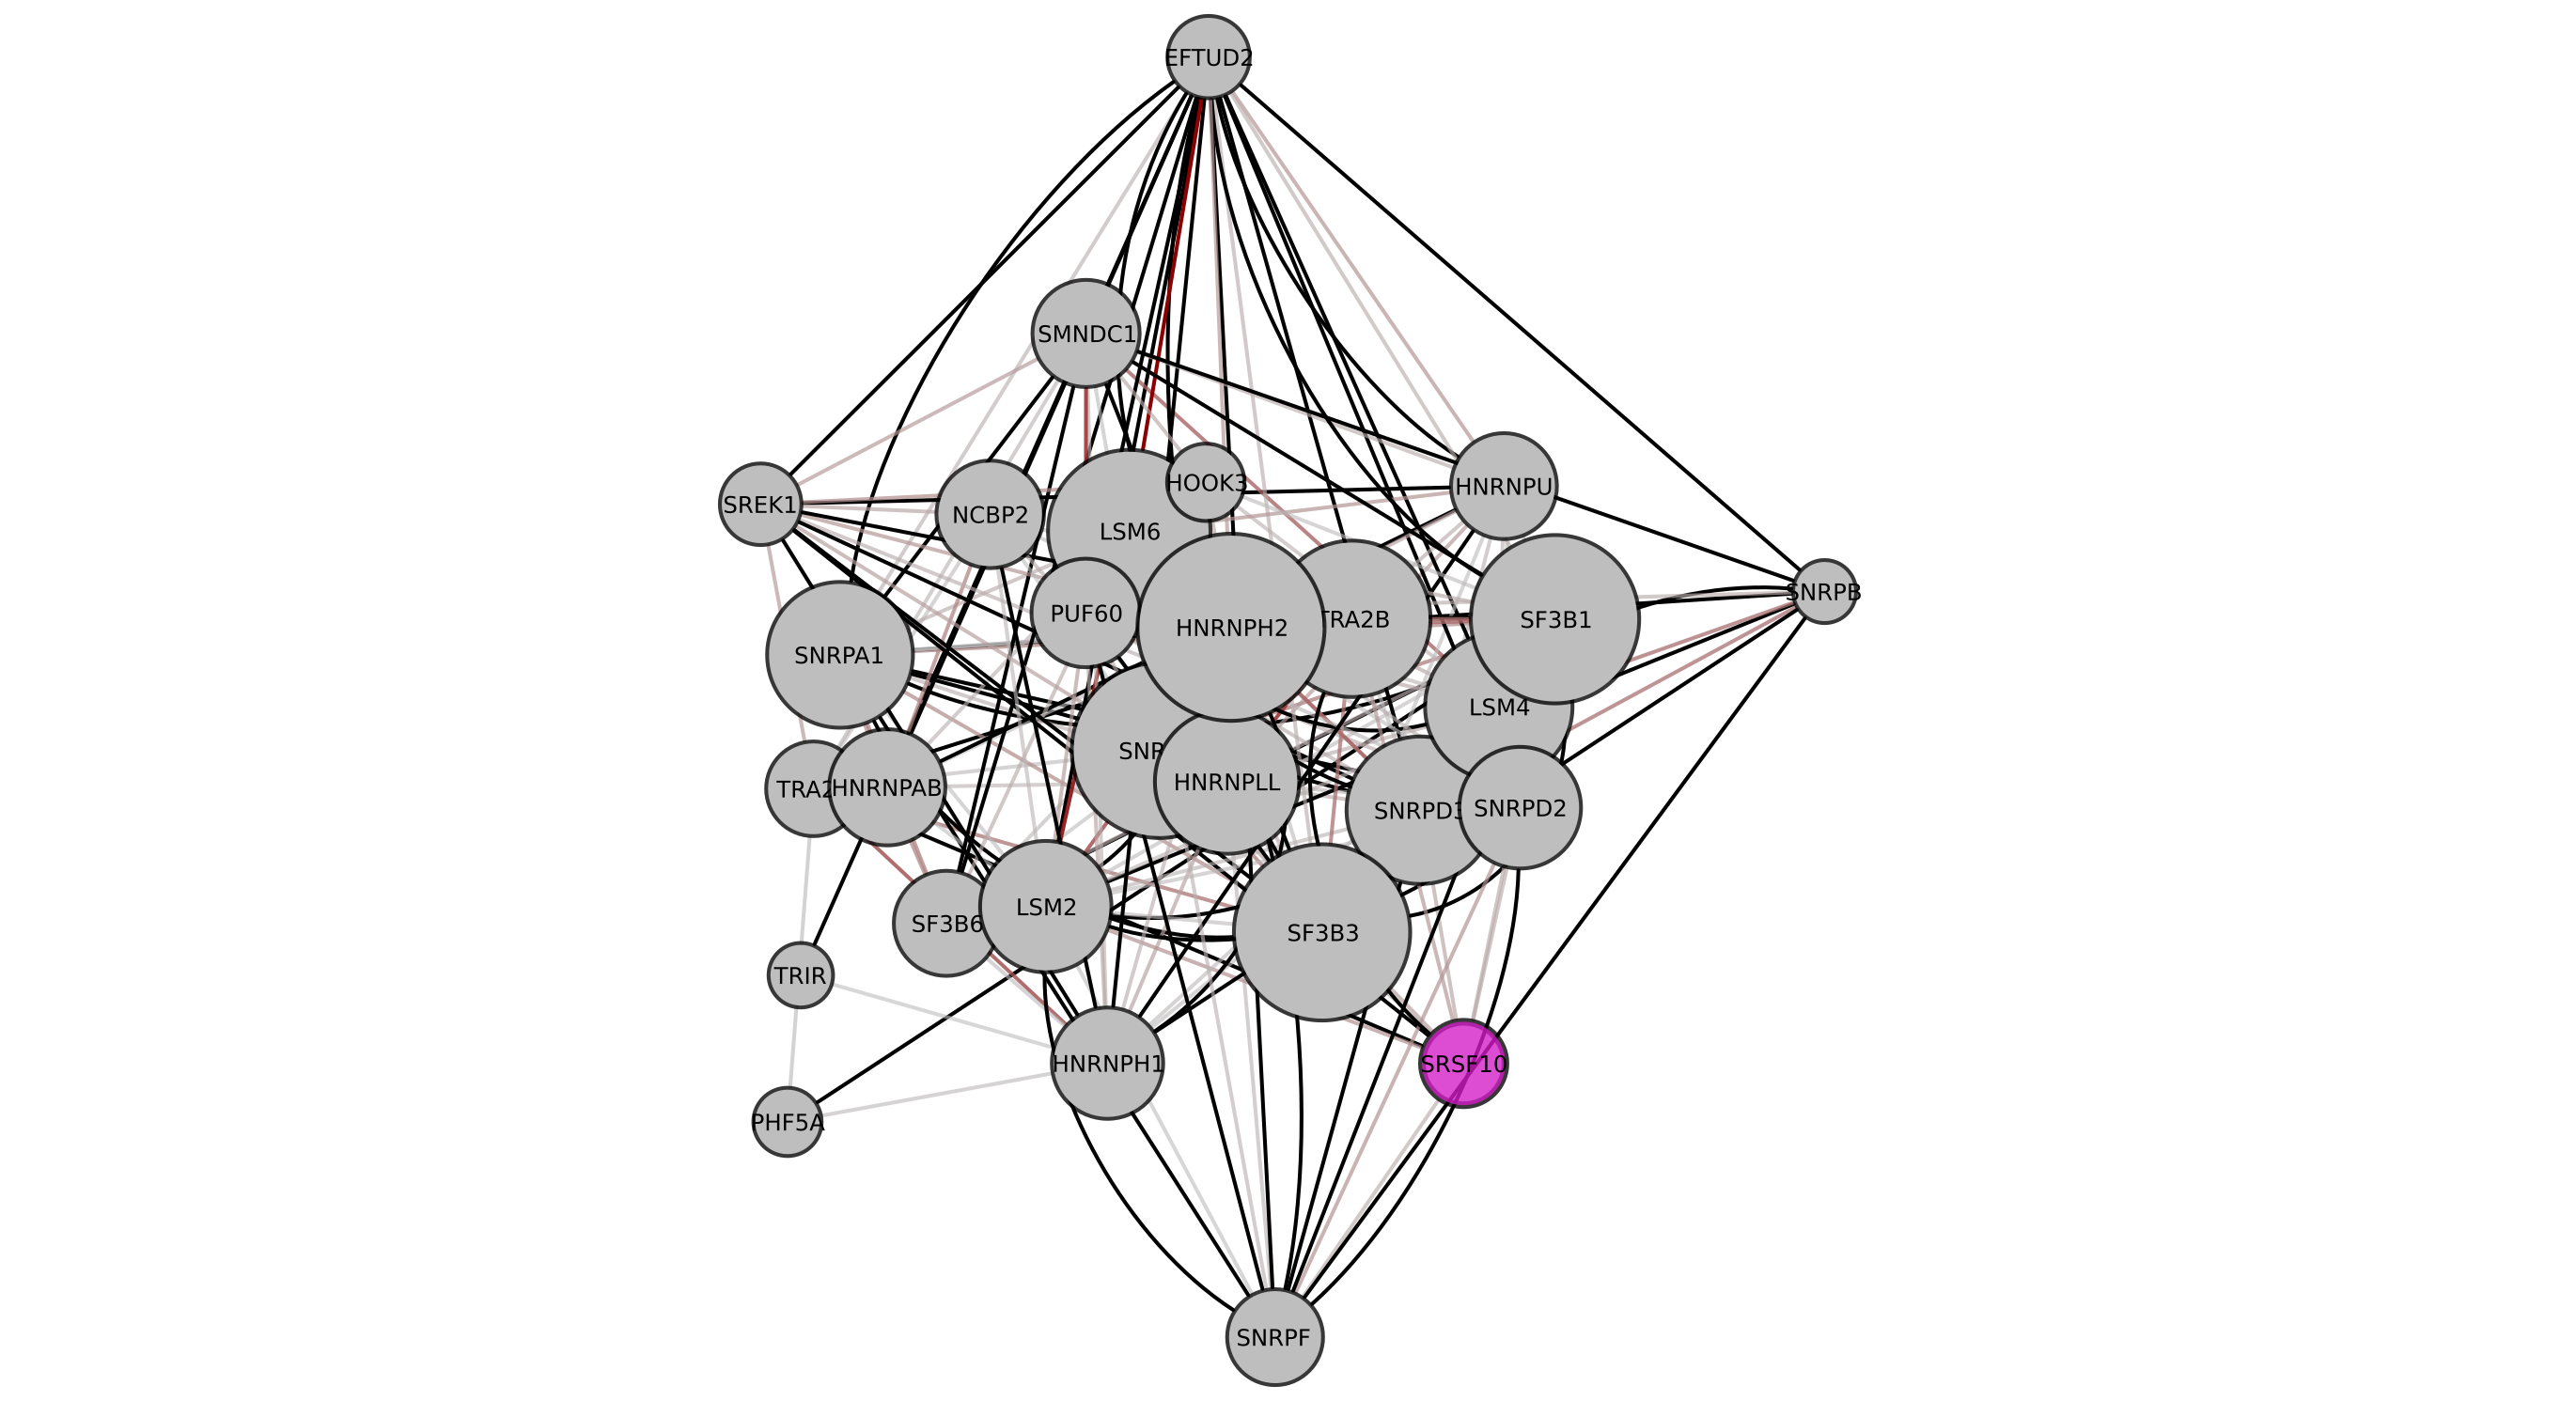 EFTUD2
SMNDC1
HOOK3
HNRNPU
SREK1
NCBP2
LSM6
SNRPB
PUF60
HNRNPH2
TRA2B
SF3B1
SNRPA1
LSM4
SNR
HNRNPLL
TRA2
HNRNPAB
SNRPD3
SNRPD2
LSM2
SF3B6
SF3B3
TRIR
HNRNPH1
SRSF10
PHF5A
SNRPF